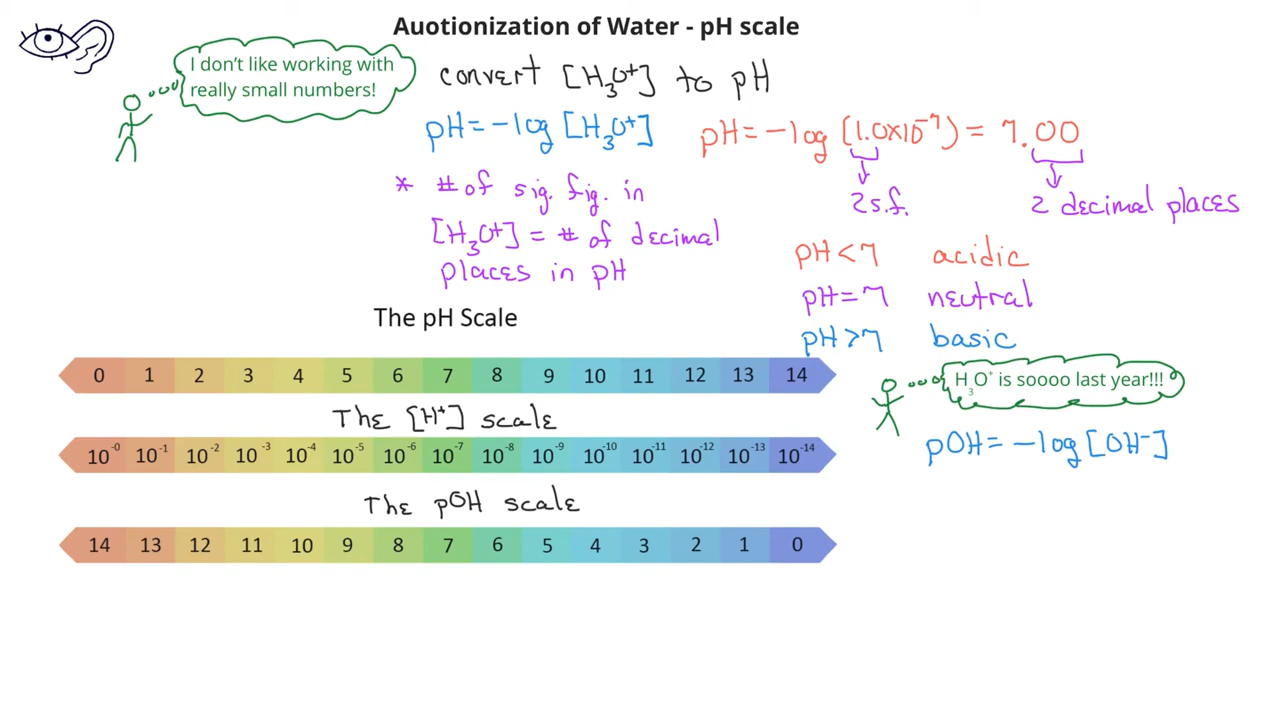 Auotionization of Water - pH scale
I don't like working with
really small numbers!
convert [H₃O⁺] to pH
pH = -log [H₃O⁺]
pH = -log (1.0x10⁻⁷) = 7.00
2 s.f.
2 decimal places
* # of sig. fig. in
[H₃O⁺] = # of decimal
places in pH
pH < 7 acidic
pH = 7 neutral
pH > 7 basic
The pH Scale
0 1 2 3 4 5 6 7 8 9 10 11 12 13 14
The [H⁺] scale
10⁻⁰ 10⁻¹ 10⁻² 10⁻³ 10⁻⁴ 10⁻⁵ 10⁻⁶ 10⁻⁷ 10⁻⁸ 10⁻⁹ 10⁻¹⁰ 10⁻¹¹ 10⁻¹² 10⁻¹³ 10⁻¹⁴
The pOH scale
14 13 12 11 10 9 8 7 6 5 4 3 2 1 0
H₃O⁺ is soooo last year!!!
pOH = -log [OH⁻]